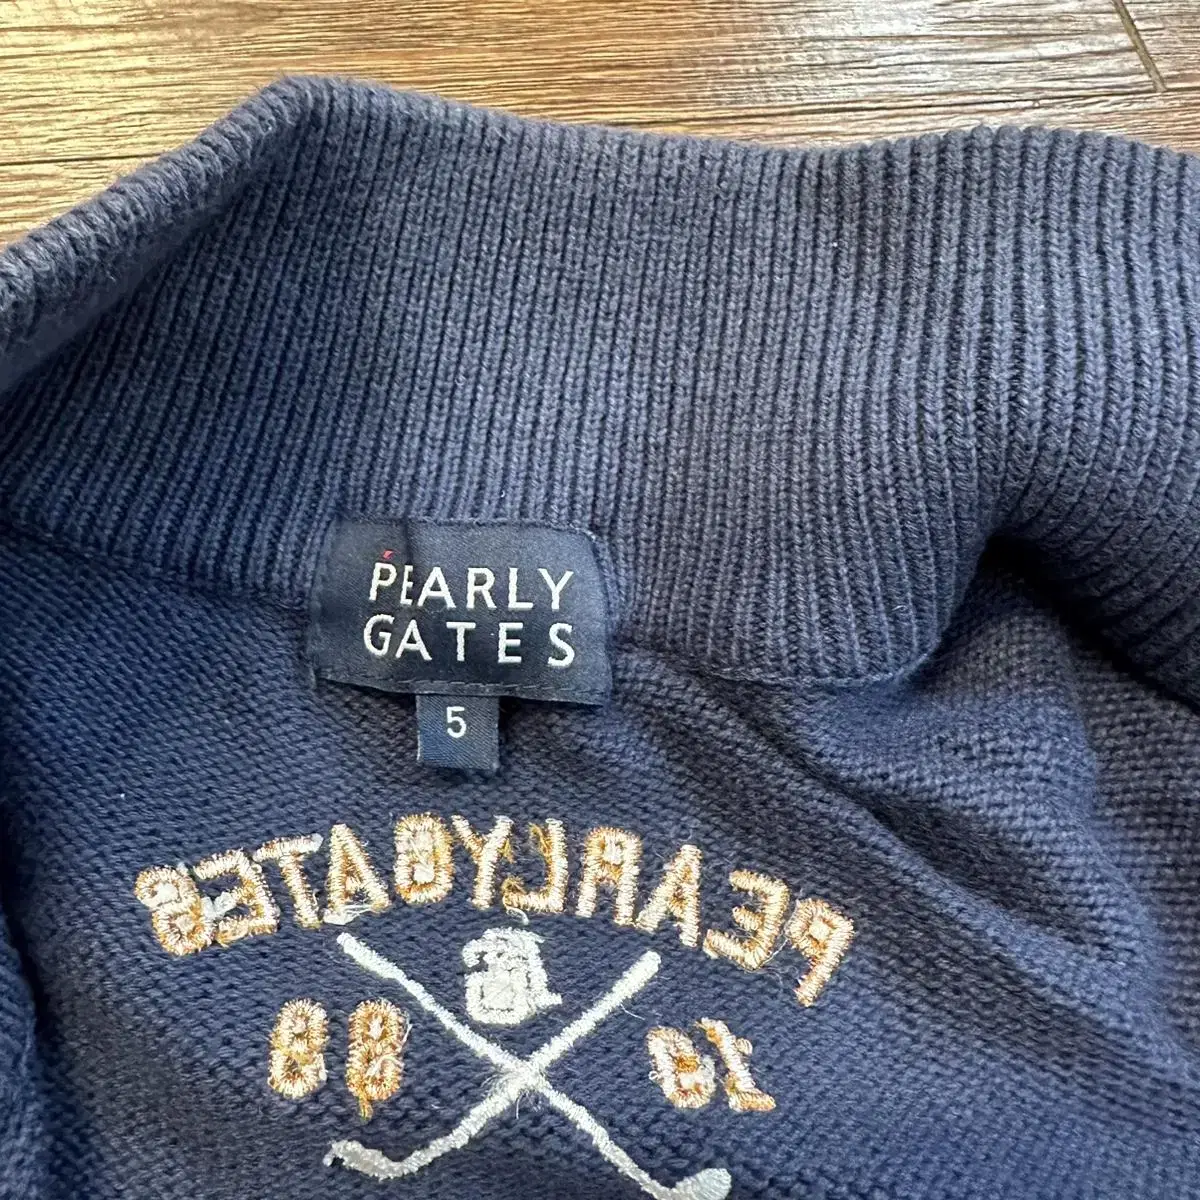 PEARLY
GATES
5
PEARLYGATES
19 89